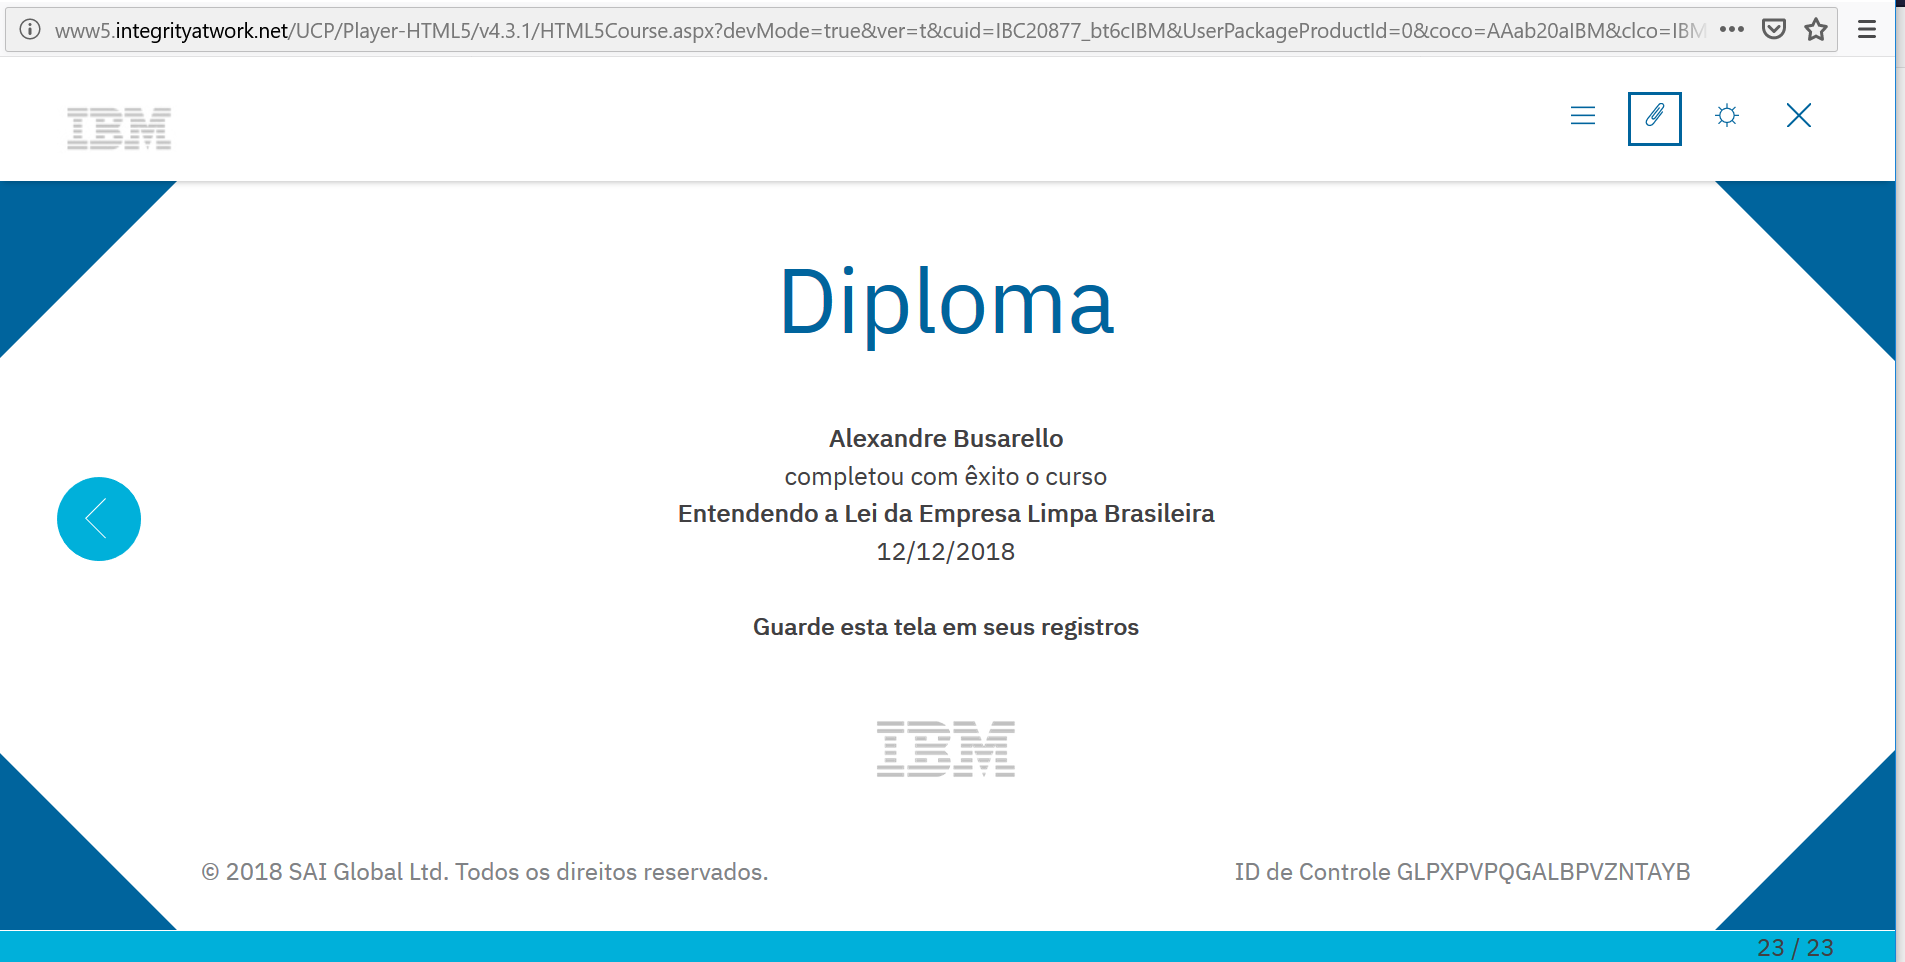 www5.integrityatwork.net/UCP/Player-HTML5/v4.3.1/HTML5Course.aspx?devMode=true&ver=t&cuid=IBC20877_bt6cIBM&UserPackageProductId=0&coco=AAab20aIBM&clco=IBM
IBM
Diploma
Alexandre Busarello
completou com êxito o curso
Entendendo a Lei da Empresa Limpa Brasileira
12/12/2018
Guarde esta tela em seus registros
IBM
© 2018 SAI Global Ltd. Todos os direitos reservados.
ID de Controle GLPXPVPQGALBPVZNTAYB
23 / 23